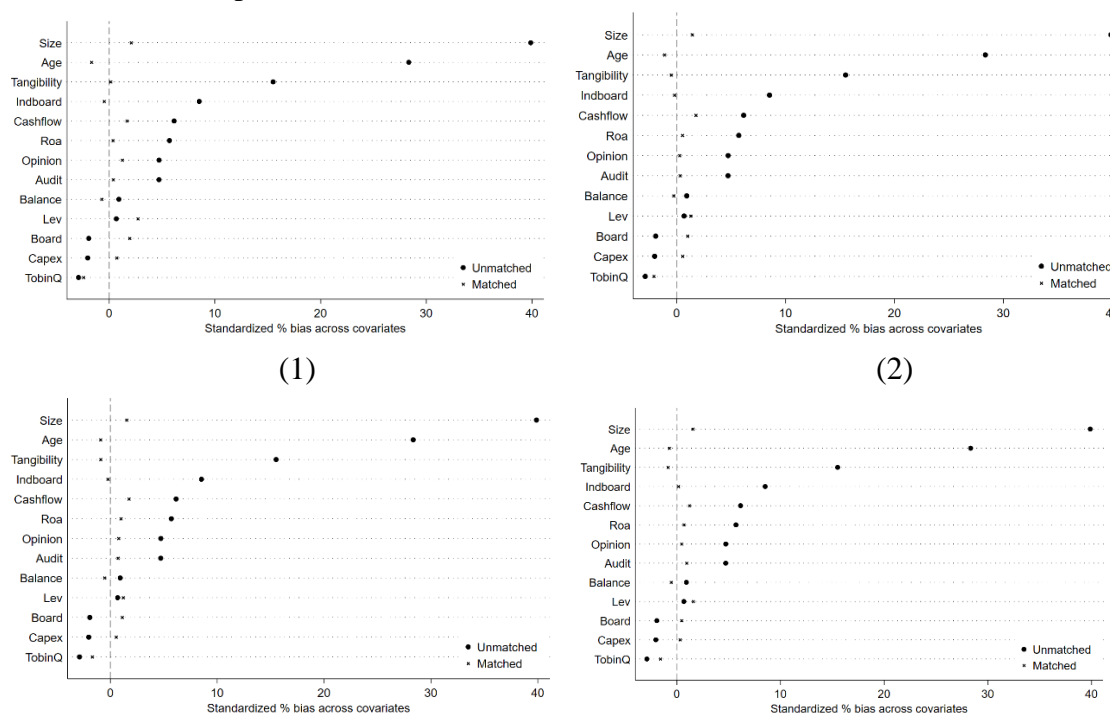 Size
Age
Tangibility
Indboard
Cashflow
Roa
Opinion
Audit
Balance
Lev
Board
Capex
TobinQ
Unmatched
Matched
0 10 20 30 40
Standardized % bias across covariates
(1)
Size
Age
Tangibility
Indboard
Cashflow
Roa
Opinion
Audit
Balance
Lev
Board
Capex
TobinQ
Unmatched
Matched
0 10 20 30
Standardized % bias across covariates
(2)
Size
Age
Tangibility
Indboard
Cashflow
Roa
Opinion
Audit
Balance
Lev
Board
Capex
TobinQ
Unmatched
Matched
0 10 20 30 40
Standardized % bias across covariates
Size
Age
Tangibility
Indboard
Cashflow
Roa
Opinion
Audit
Balance
Lev
Board
Capex
TobinQ
Unmatched
Matched
0 10 20 30 40
Standardized % bias across covariates